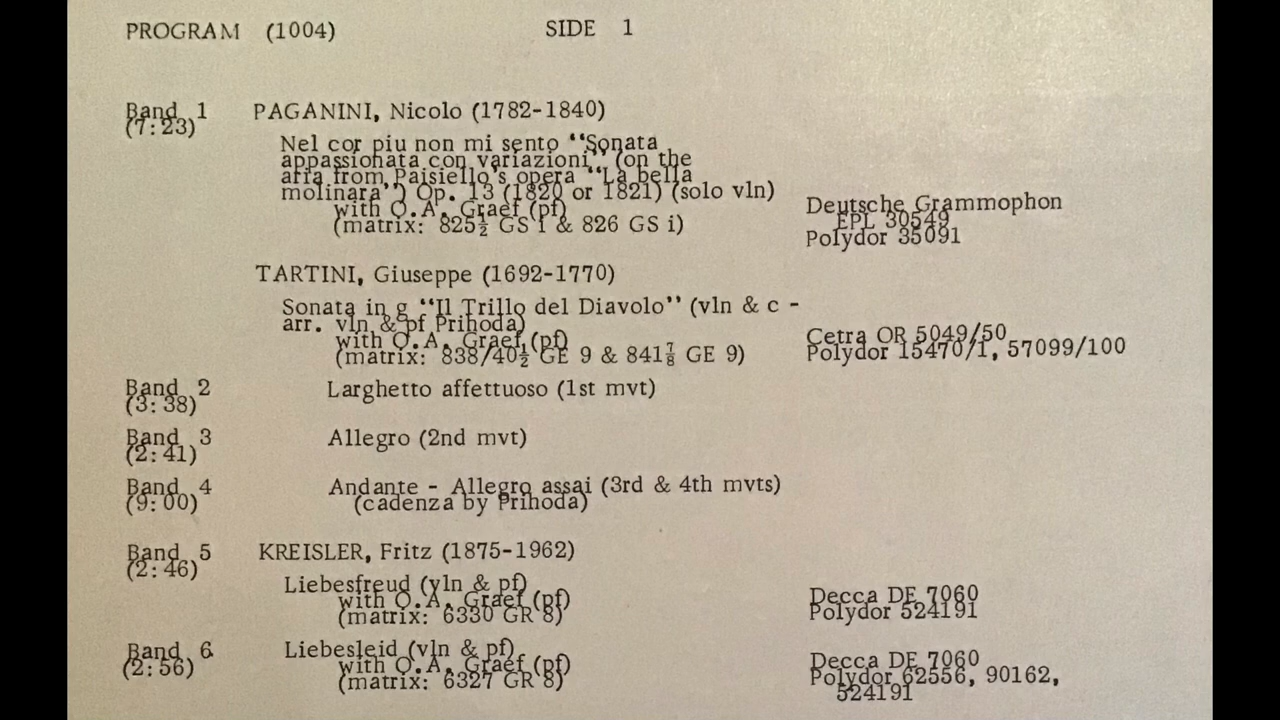 PROGRAM (1004) SIDE 1
Band 1 PAGANINI, Nicolo (1782-1840)
(7:23)
Nel cor piu non mi sento “Sonata
appassionata con variazioni” (on the
aria from Paisiello's opera “La bella
molinara”) Op. 13 (1820 or 1821) (solo vln)
with O.A. Graef (pf)
(matrix: 825½ GS i & 826 GS i)
Deutsche Grammophon
EPL 30549
Polydor 35091
TARTINI, Giuseppe (1692-1770)
Sonata in g “Il Trillo del Diavolo” (vln & c -
arr. vln & pf Prihoda)
with O.A. Graef (pf)
(matrix: 838/40½ GE 9 & 841⅞ GE 9)
Cetra OR 5049/50
Polydor 15470/1, 57099/100
Band 2 Larghetto affettuoso (1st mvt)
(3:38)
Band 3 Allegro (2nd mvt)
(2:41)
Band 4 Andante - Allegro assai (3rd & 4th mvts)
(9:00) (cadenza by Prihoda)
Band 5 KREISLER, Fritz (1875-1962)
(2:46)
Liebesfreud (vln & pf)
with O.A. Graef (pf)
(matrix: 6330 GR 8)
Decca DE 7060
Polydor 524191
Band 6 Liebesleid (vln & pf)
(2:56) with O.A. Graef (pf)
(matrix: 6327 GR 8)
Decca DE 7060
Polydor 62556, 90162,
524191